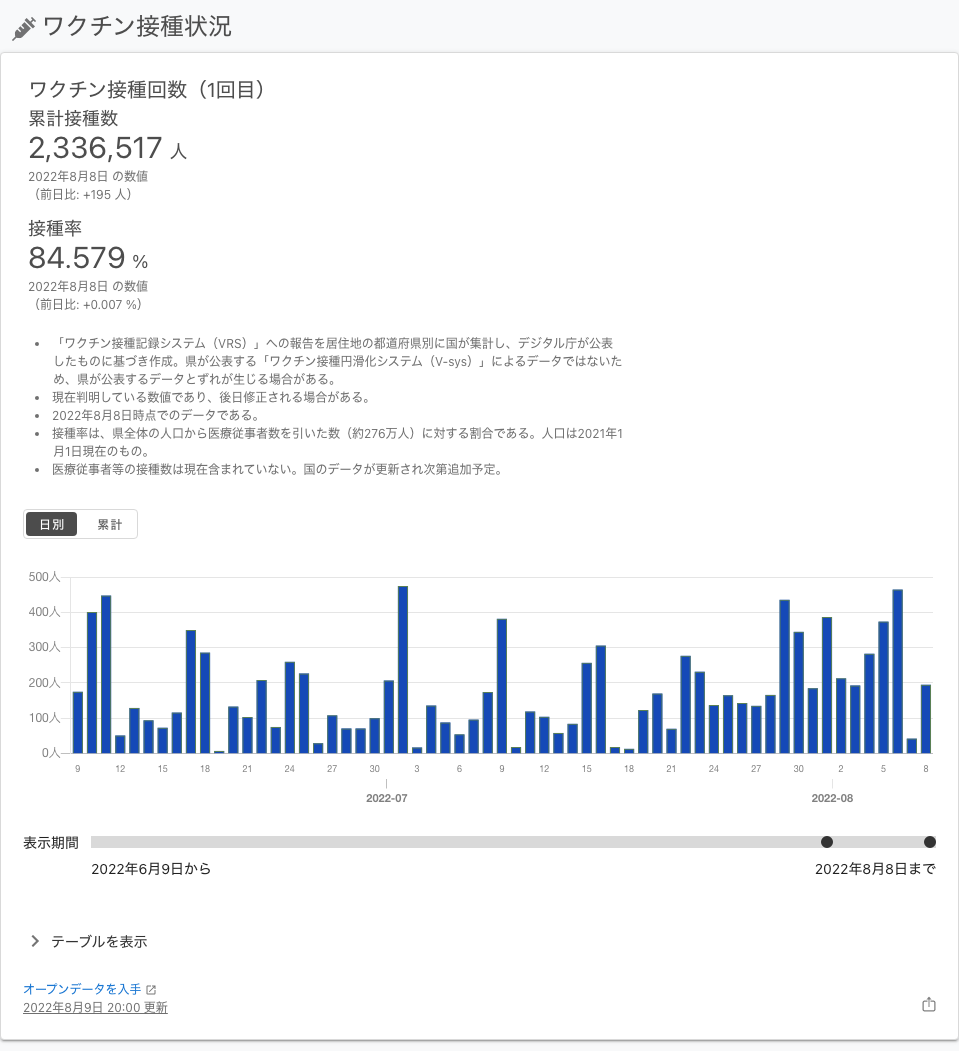 ワクチン接種状況
ワクチン接種回数（1回目）
累計接種数
2,336,517 人
2022年8月8日 の数値
（前日比: +195 人）
接種率
84.579 %
2022年8月8日 の数値
（前日比: +0.007 %）
• 「ワクチン接種記録システム（VRS）」への報告を居住地の都道府県別に国が集計し、デジタル庁が公表
したものに基づき作成。県が公表する「ワクチン接種円滑化システム（V-sys）」によるデータではないた
め、県が公表するデータとずれが生じる場合がある。
• 現在判明している数値であり、後日修正される場合がある。
• 2022年8月8日時点でのデータである。
• 接種率は、県全体の人口から医療従事者数を引いた数（約276万人）に対する割合である。人口は2021年1
月1日現在のもの。
• 医療従事者等の接種数は現在含まれていない。国のデータが更新され次第追加予定。
日別 累計
500人
400人
300人
200人
100人
0人
9 12 15 18 21 24 27 30 3 6 9 12 15 18 21 24 27 30 2 5 8
2022-07 2022-08
表示期間
2022年6月9日から 2022年8月8日まで
テーブルを表示
オープンデータを入手
2022年8月9日 20:00 更新